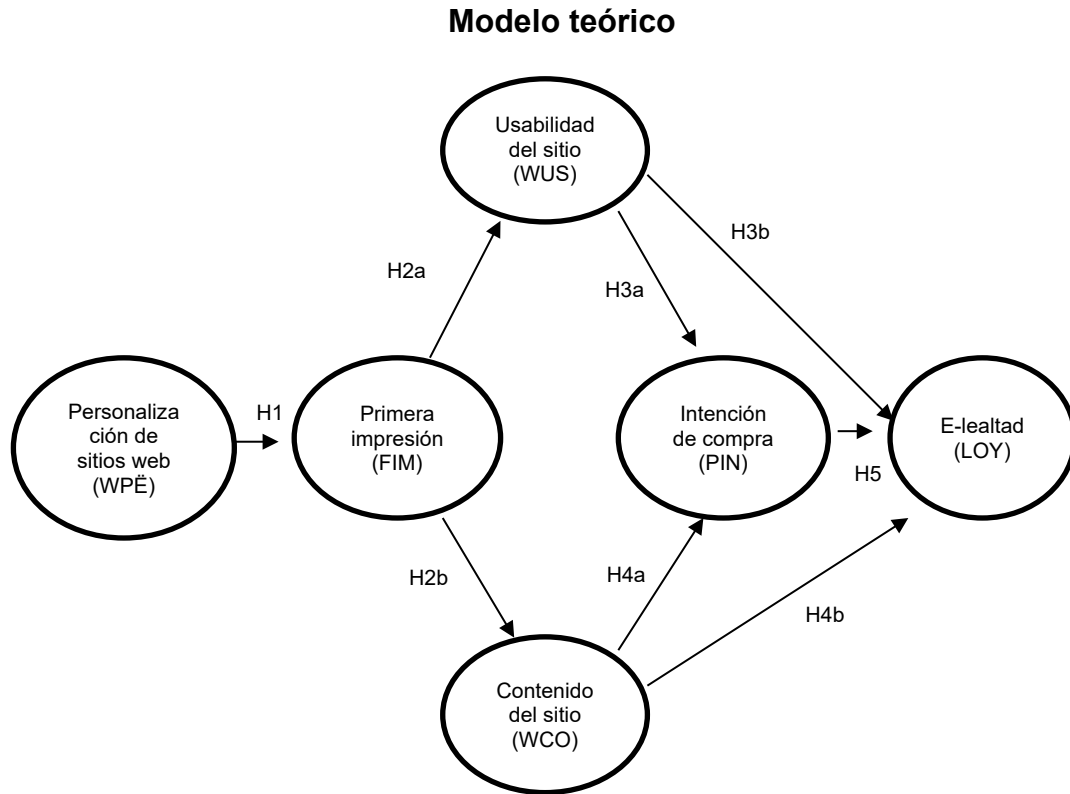 Modelo teórico
Usabilidad
del sitio
(WUS)
H3b
H2a
H3a
Personaliza
ción de
sitios web
(WPË)
H1
Primera
impresión
(FIM)
Intención
de compra
(PIN)
H5
E-lealtad
(LOY)
H2b
H4a
H4b
Contenido
del sitio
(WCO)